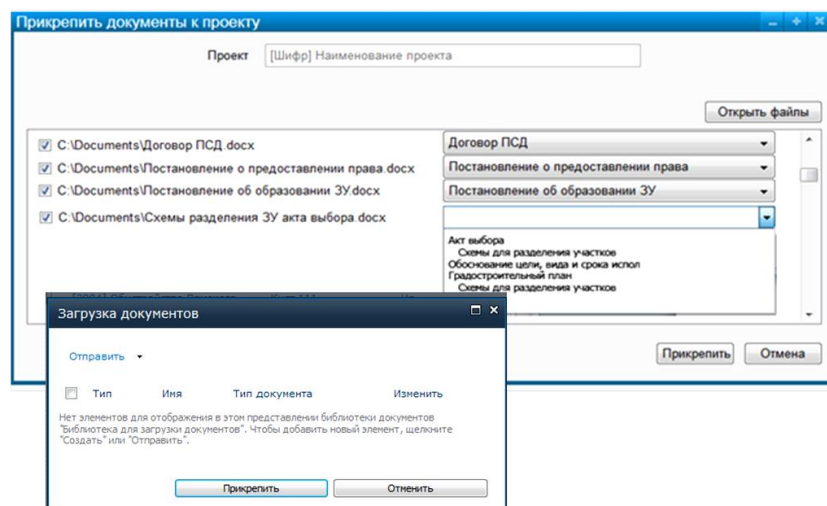 Прикрепить документы к проекту
Проект [Шифр] Наименование проекта
Открыть файлы
C:\Documents\Договор ПСД.docx Договор ПСД
C:\Documents\Постановление о предоставлении права.docx Постановление о предоставлении права
C:\Documents\Постановление об образовании ЗУ.docx Постановление об образовании ЗУ
C:\Documents\Схемы разделения ЗУ акта выбора.docx
Акт выбора
Схемы для разделения участков
Обоснование цели, вида и срока испол
Градостроительный план
Схемы для разделения участков
Прикрепить Отмена
Загрузка документов
Отправить
Тип Имя Тип документа Изменить
Нет элементов для отображения в этом представлении библиотеки документов
"Библиотека для загрузки документов". Чтобы добавить новый элемент, щелкните
"Создать" или "Отправить".
Прикрепить Отменить